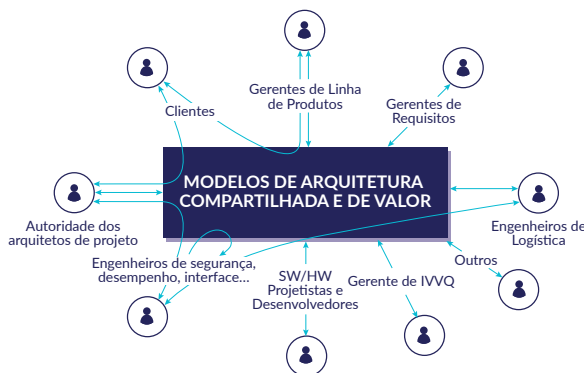 Clientes
Gerentes de Linha
de Produtos
Gerentes de
Requisitos
MODELOS DE ARQUITETURA
COMPARTILHADA E DE VALOR
Autoridade dos
arquitetos de projeto
Engenheiros de
Logística
Engenheiros de segurança,
desempenho, interface...
SW/HW
Projetistas e
Desenvolvedores
Gerente de IVVQ
Outros